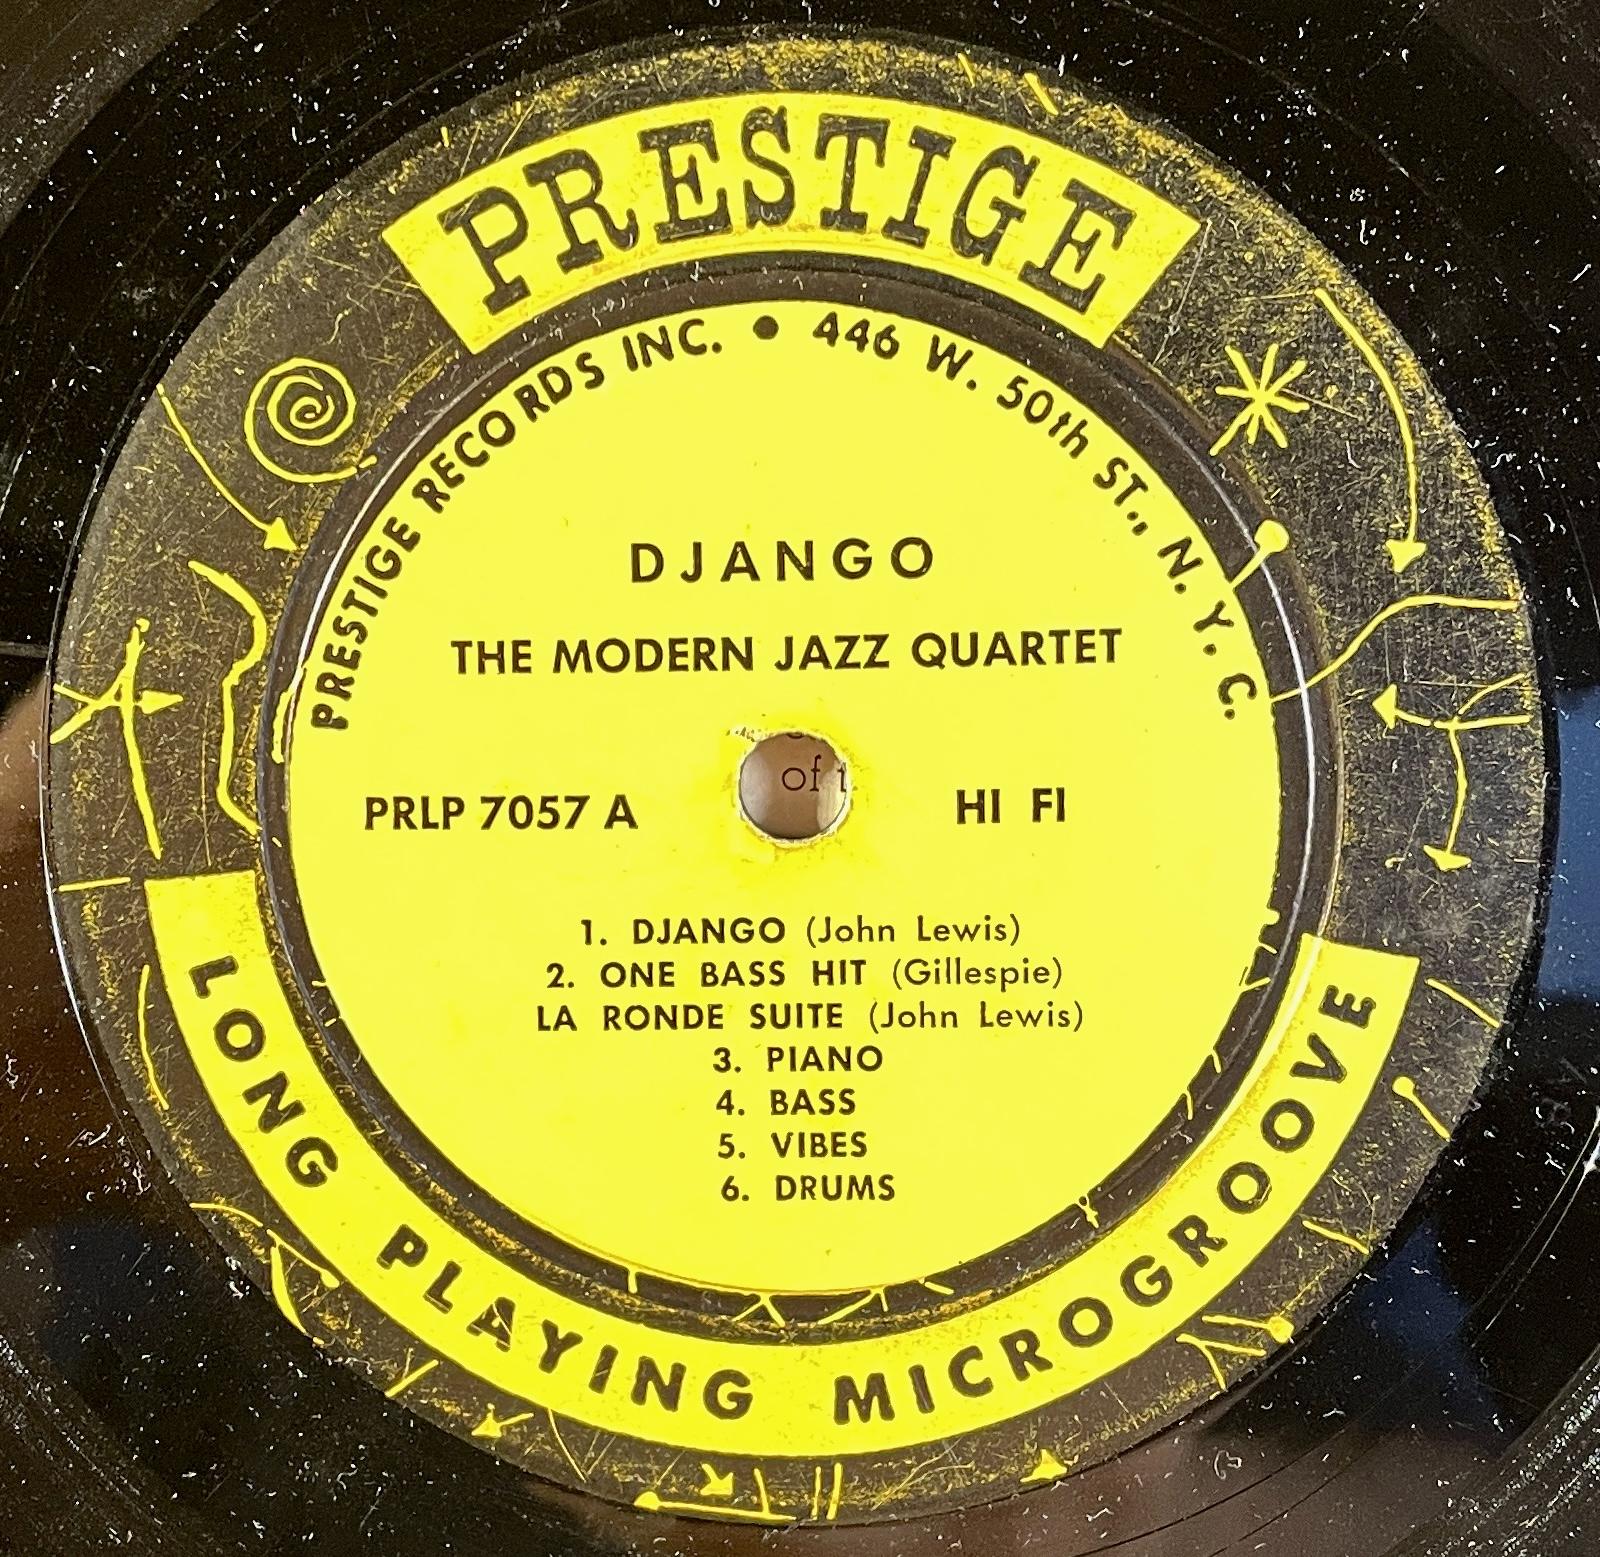 PRESTIGE
PRESTIGE RECORDS INC. • 446 W. 50th ST., N. Y. C.
DJANGO
THE MODERN JAZZ QUARTET
of
PRLP 7057 A
HI FI
1. DJANGO (John Lewis)
2. ONE BASS HIT (Gillespie)
LA RONDE SUITE (John Lewis)
3. PIANO
4. BASS
5. VIBES
6. DRUMS
LONG PLAYING MICROGROOVE